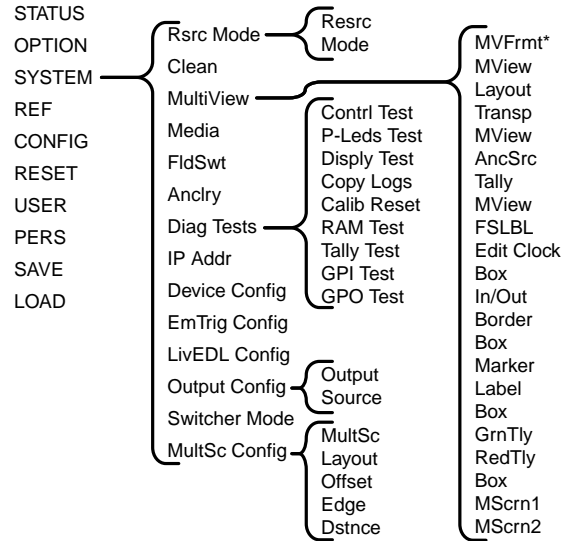 STATUS
OPTION
SYSTEM
REF
CONFIG
RESET
USER
PERS
SAVE
LOAD
Rsrc Mode
Clean
MultiView
Media
FldSwt
Anclry
Diag Tests
IP Addr
Device Config
EmTrig Config
LivEDL Config
Output Config
Switcher Mode
MultSc Config
Resrc
Mode
Contrl Test
P-Leds Test
Disply Test
Copy Logs
Calib Reset
RAM Test
Tally Test
GPI Test
GPO Test
Output
Source
MultSc
Layout
Offset
Edge
Dstnce
MVFrmt*
MView
Layout
Transp
MView
AncSrc
Tally
MView
FSLBL
Edit Clock
Box
In/Out
Border
Box
Marker
Label
Box
GrnTly
RedTly
Box
MScrn1
MScrn2